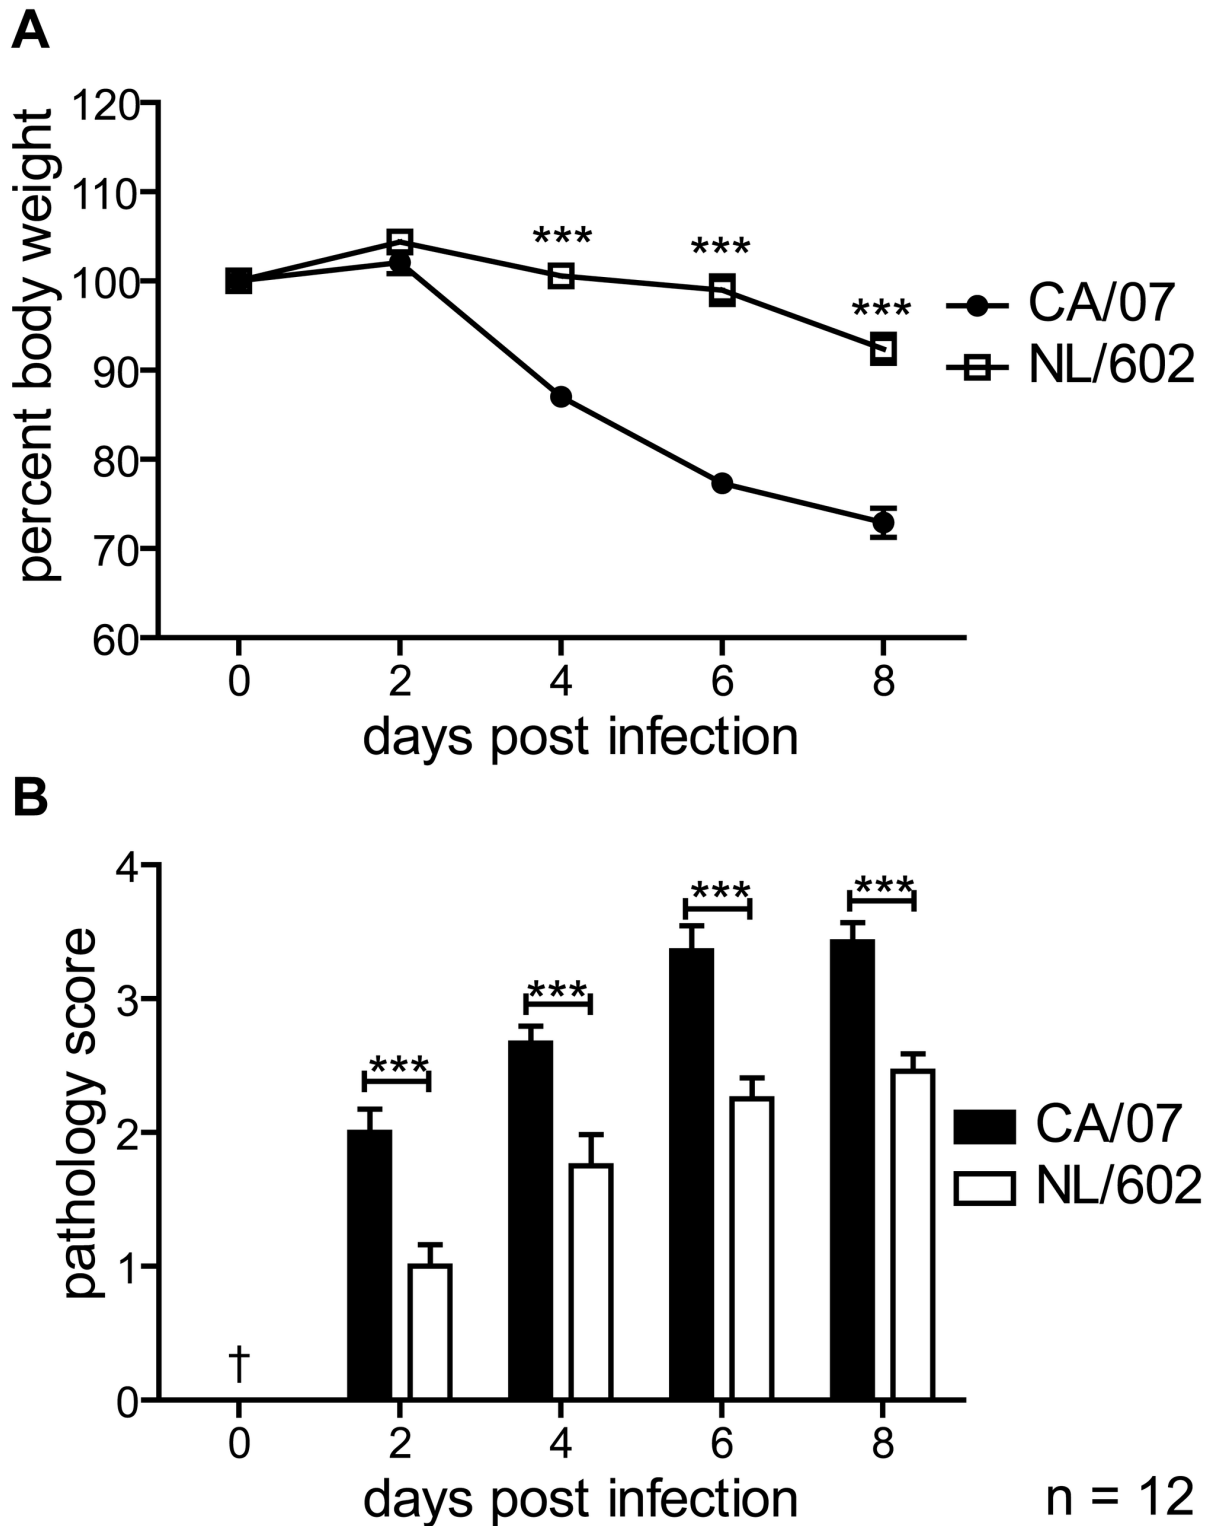 A
percent body weight
120
110
100
90
80
70
60
***
***
***
CA/07
NL/602
0 2 4 6 8
days post infection
B
pathology score
4
3
2
1
0
***
***
***
***
†
CA/07
NL/602
0 2 4 6 8
days post infection
n = 12